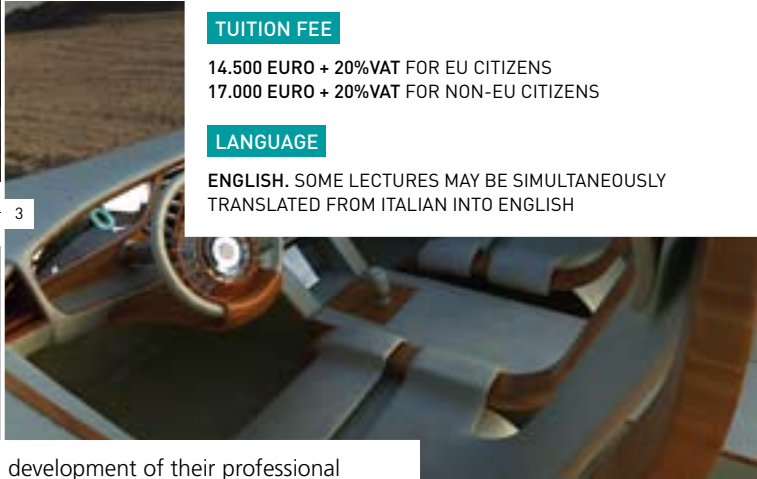 TUITION FEE
14.500 EURO + 20%VAT FOR EU CITIZENS
17.000 EURO + 20%VAT FOR NON-EU CITIZENS
LANGUAGE
ENGLISH. SOME LECTURES MAY BE SIMULTANEOUSLY
TRANSLATED FROM ITALIAN INTO ENGLISH
3
development of their professional